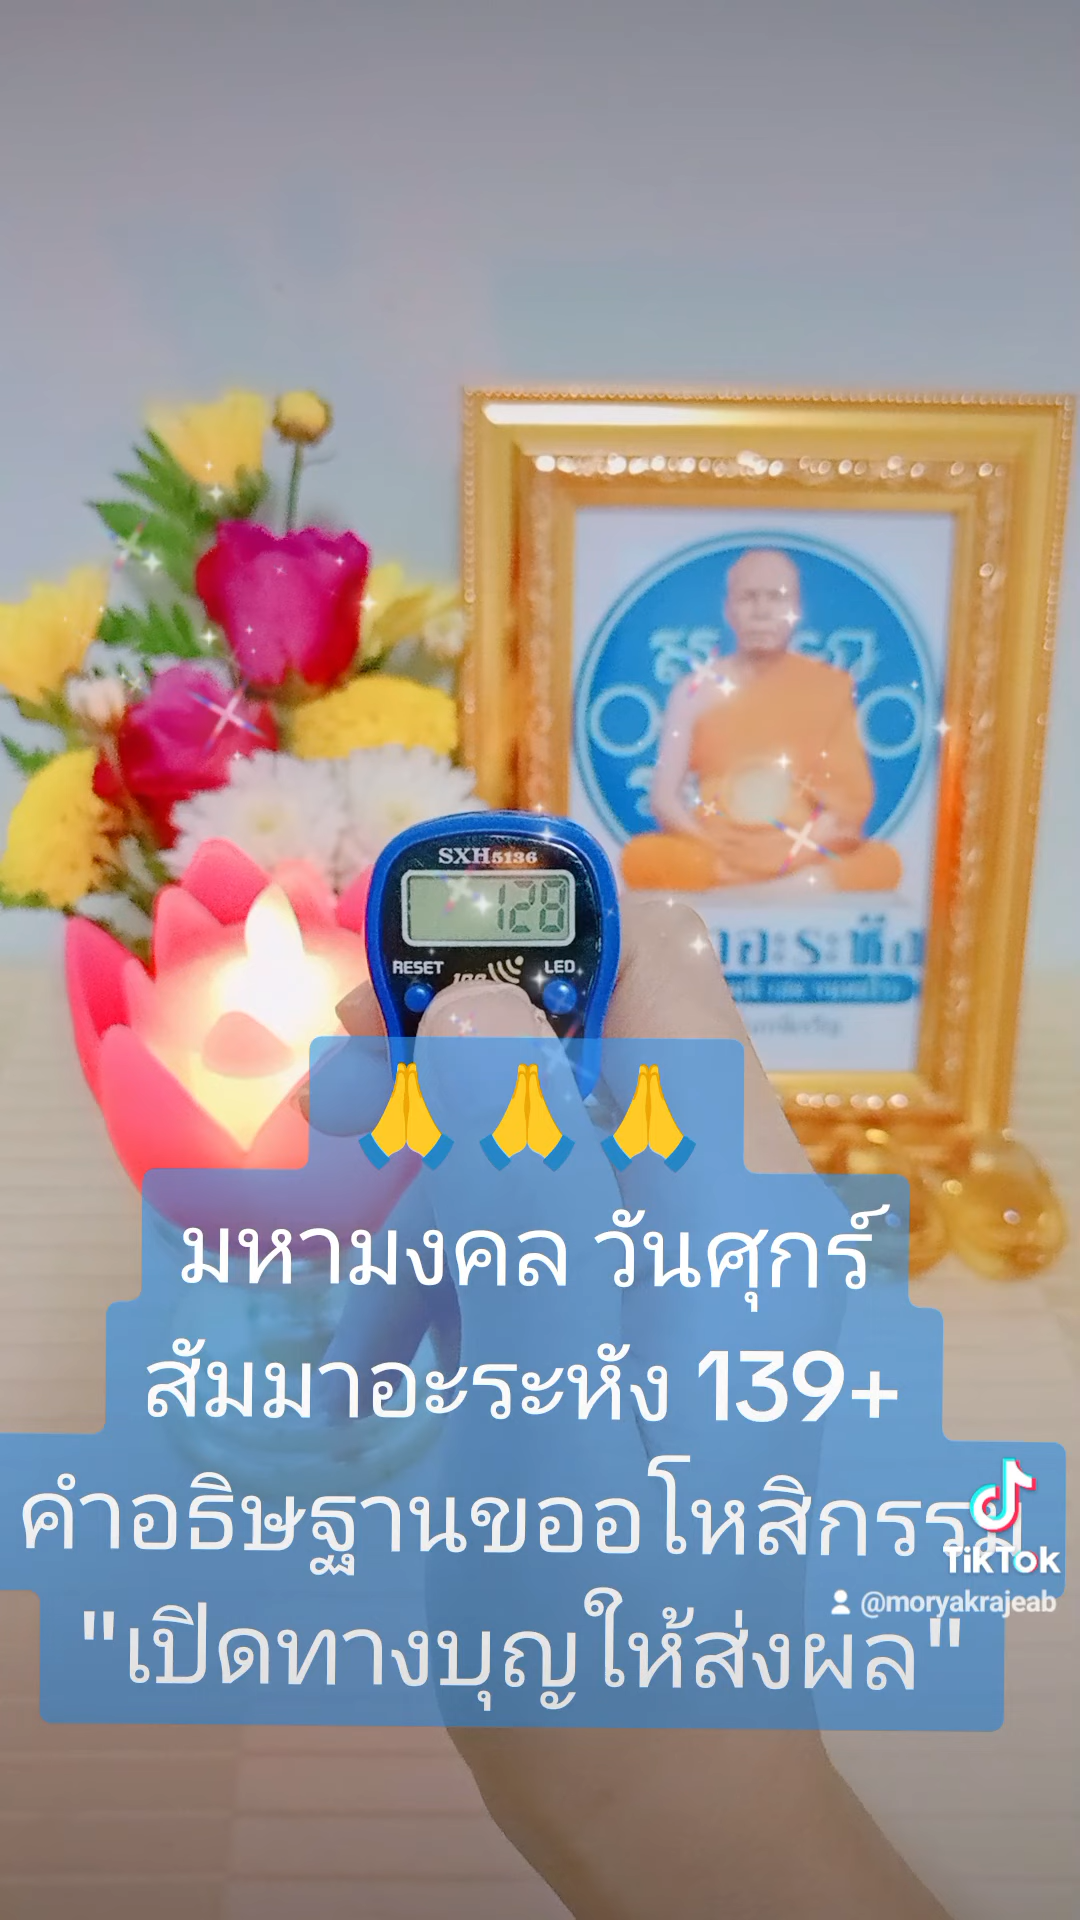 SXH5136
128
RESET
LED
🙏 🙏 🙏
มหามงคล วันศุกร์
สัมมาอะระหัง 139+
คำอธิษฐานขออโหสิกรรม
"เปิดทางบุญให้ส่งผล"
TikTok
@moryakrajeab